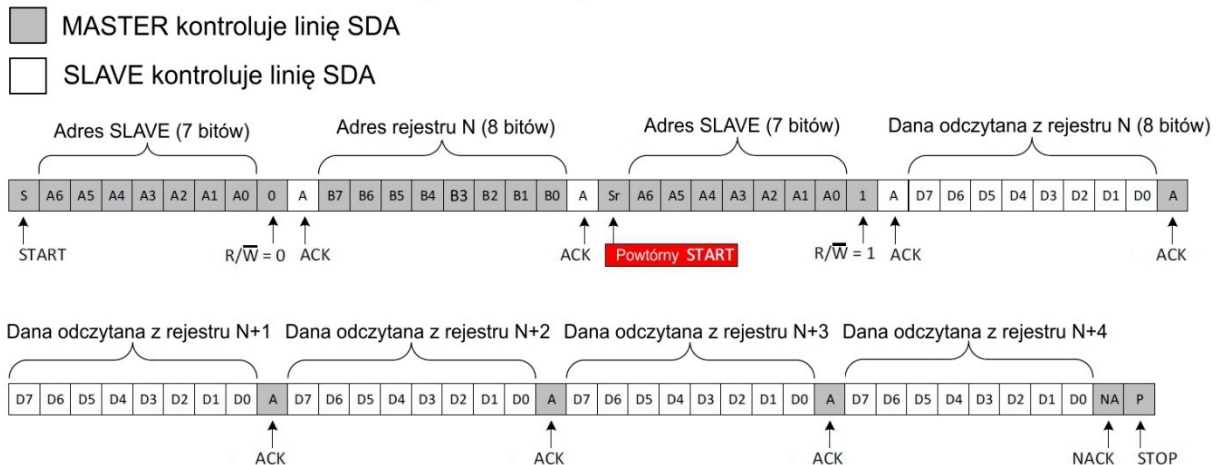 MASTER kontroluje linię SDA
SLAVE kontroluje linię SDA
Adres SLAVE (7 bitów) Adres rejestru N (8 bitów) Adres SLAVE (7 bitów) Dana odczytana z rejestru N (8 bitów)
S A6 A5 A4 A3 A2 A1 A0 0 A B7 B6 B5 B4 B3 B2 B1 B0 A Sr A6 A5 A4 A3 A2 A1 A0 1 A D7 D6 D5 D4 D3 D2 D1 D0 A
START R/W̅ = 0 ACK ACK Powtórny START R/W̅ = 1 ACK ACK
Dana odczytana z rejestru N+1 Dana odczytana z rejestru N+2 Dana odczytana z rejestru N+3 Dana odczytana z rejestru N+4
D7 D6 D5 D4 D3 D2 D1 D0 A D7 D6 D5 D4 D3 D2 D1 D0 A D7 D6 D5 D4 D3 D2 D1 D0 A D7 D6 D5 D4 D3 D2 D1 D0 NA P
ACK ACK ACK NACK STOP